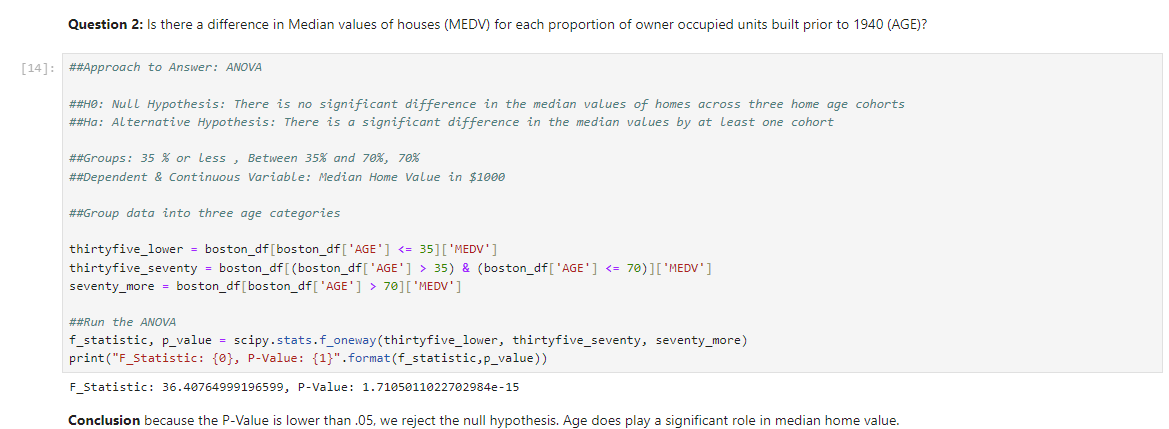 Question 2: Is there a difference in Median values of houses (MEDV) for each proportion of owner occupied units built prior to 1940 (AGE)?
[14]: ##Approach to Answer: ANOVA
##H0: Null Hypothesis: There is no significant difference in the median values of homes across three home age cohorts
##Ha: Alternative Hypothesis: There is a significant difference in the median values by at least one cohort
##Groups: 35 % or less , Between 35% and 70%, 70%
##Dependent & Continuous Variable: Median Home Value in $1000
##Group data into three age categories
thirtyfive_lower = boston_df[boston_df['AGE'] <= 35]['MEDV']
thirtyfive_seventy = boston_df[(boston_df['AGE'] > 35) & (boston_df['AGE'] <= 70)]['MEDV']
seventy_more = boston_df[boston_df['AGE'] > 70]['MEDV']
##Run the ANOVA
f_statistic, p_value = scipy.stats.f_oneway(thirtyfive_lower, thirtyfive_seventy, seventy_more)
print("F_Statistic: {0}, P-Value: {1}".format(f_statistic,p_value))
F_Statistic: 36.40764999196599, P-Value: 1.7105011022702984e-15
Conclusion because the P-Value is lower than .05, we reject the null hypothesis. Age does play a significant role in median home value.